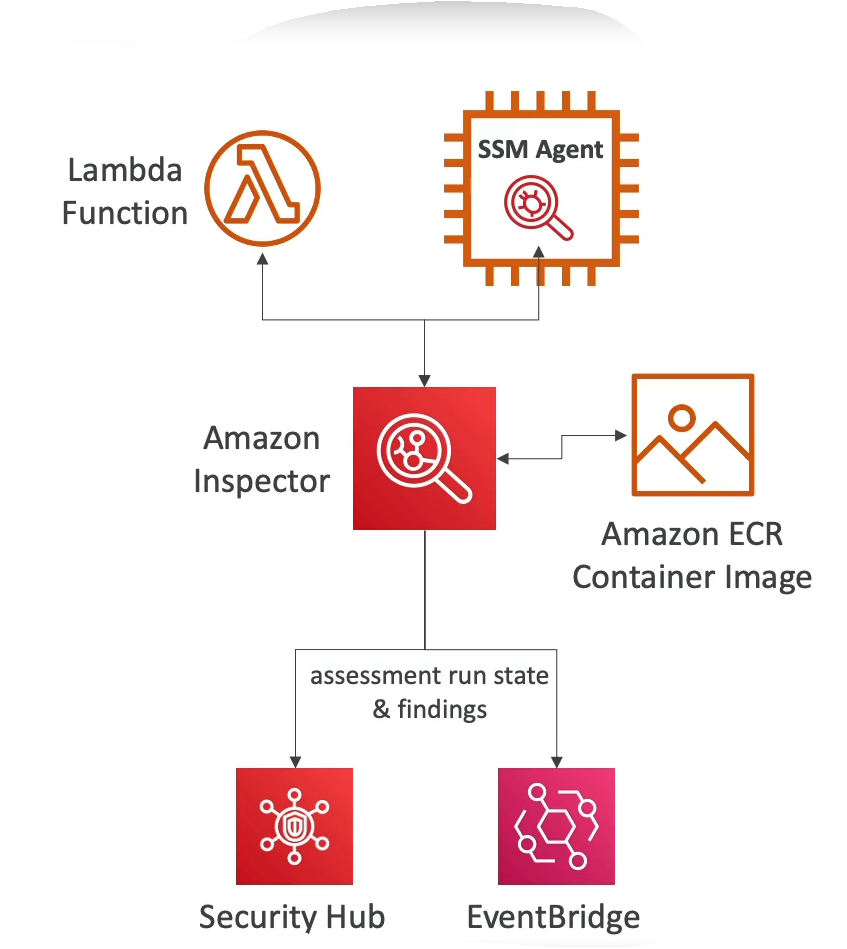 SSM Agent
Lambda
Function
Amazon
Inspector
Amazon ECR
Container Image
assessment run state
& findings
Security Hub
EventBridge